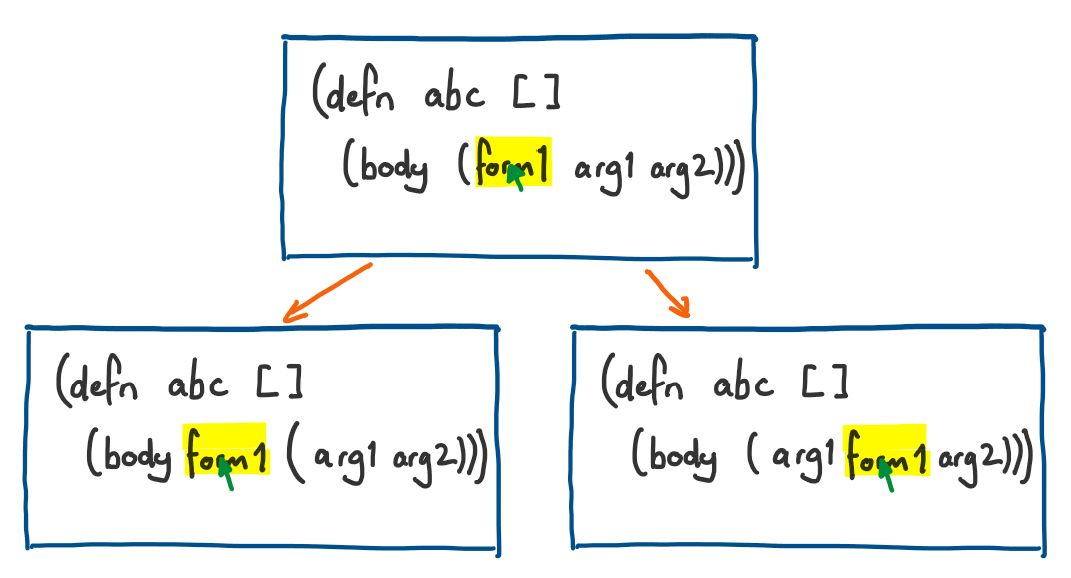 (defn abc []
(body (form1 arg1 arg2)))
(defn abc []
(body form1 ( arg1 arg2)))
(defn abc []
(body ( arg1 form1 arg2)))